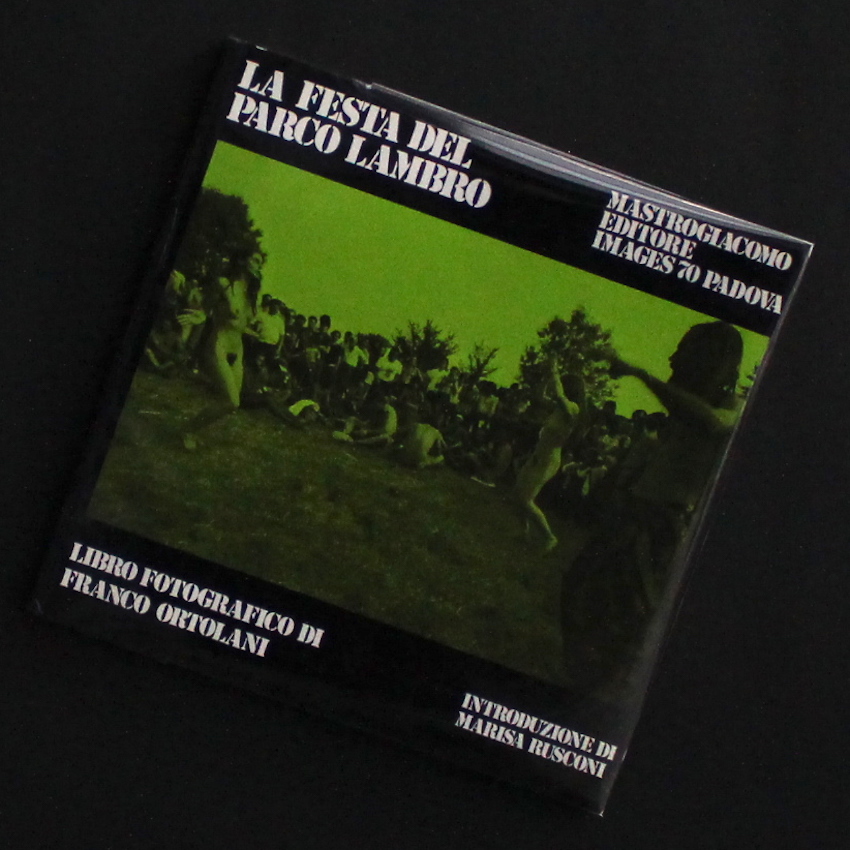 LA FESTA DEL
PARCO LAMBRO
MASTROGIACOMO
EDITORE
IMAGES 70 PADOVA
LIBRO FOTOGRAFICO DI
FRANCO ORTOLANI
INTRODUZIONE DI
MARISA RUSCONI